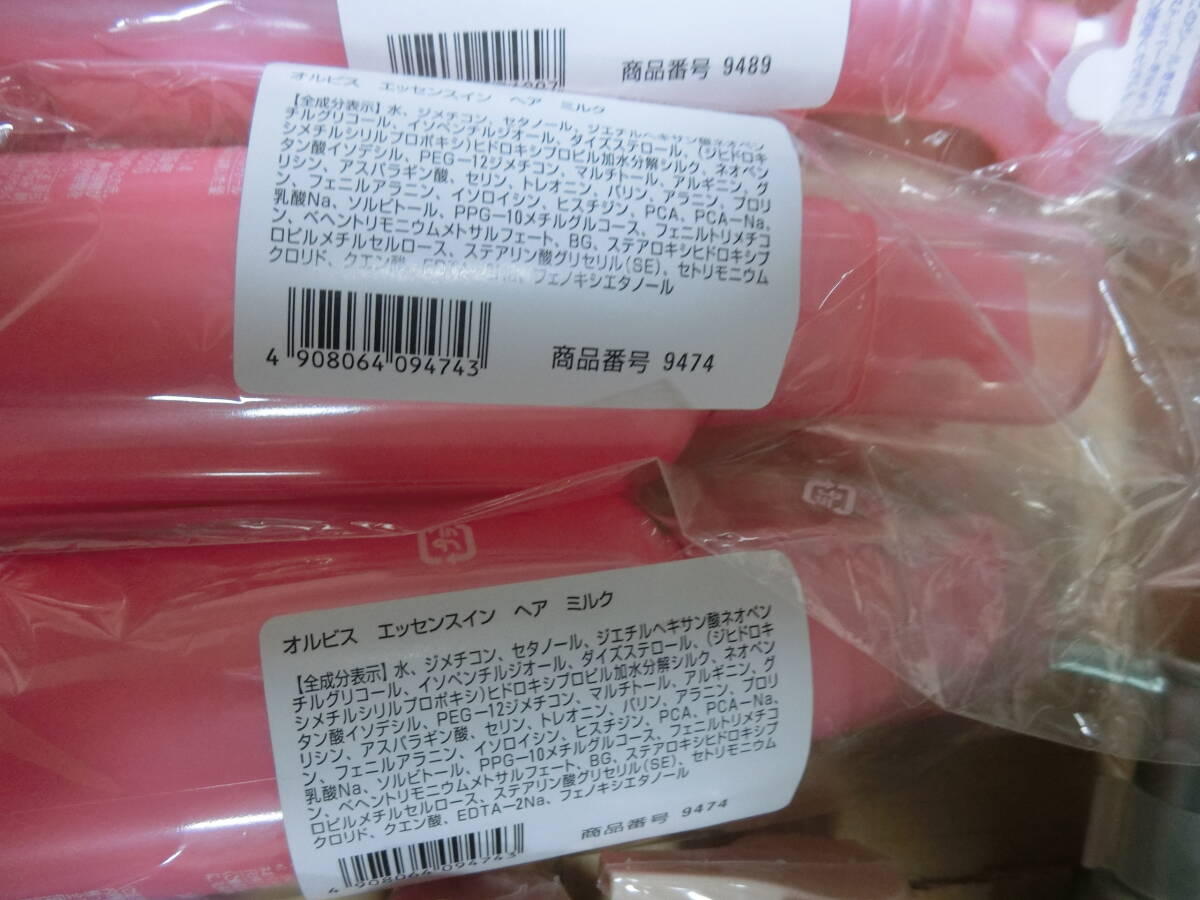 商品番号 9489
オルビス エッセンスイン ヘア ミルク
【全成分表示】水、ジメチコン、セタノール、ジエチルヘキサン酸ネオペン
チルグリコール、イソペンチルジオール、ダイズステロール、(ジヒドロキ
シメチルシリルプロポキシ)ヒドロキシプロピル加水分解シルク、ネオペン
タン酸イソデシル、PEG-12ジメチコン、マルチトール、アルギニン、グ
リシン、アスパラギン酸、セリン、トレオニン、バリン、アラニン、プロリ
ン、フェニルアラニン、イソロイシン、ヒスチジン、PCA、PCA-Na、
乳酸Na、ソルビトール、PPG-10メチルグルコース、フェニルトリメチコ
ン、ベヘントリモニウムメトサルフェート、BG、ステアロキシヒドロキシプ
ロピルメチルセルロース、ステアリン酸グリセリル(SE)、セトリモニウム
クロリド、クエン酸、フェノキシエタノール
4 908064 094743
商品番号 9474
プラ
オルビス エッセンスイン ヘア ミルク
【全成分表示】水、ジメチコン、セタノール、ジエチルヘキサン酸ネオペン
チルグリコール、イソペンチルジオール、ダイズステロール、(ジヒドロキ
シメチルシリルプロポキシ)ヒドロキシプロピル加水分解シルク、ネオペン
タン酸イソデシル、PEG-12ジメチコン、マルチトール、アルギニン、グ
リシン、アスパラギン酸、セリン、トレオニン、バリン、アラニン、プロリ
ン、フェニルアラニン、イソロイシン、ヒスチジン、PCA、PCA-Na、
乳酸Na、ソルビトール、PPG-10メチルグルコース、フェニルトリメチコ
ン、ベヘントリモニウムメトサルフェート、BG、ステアロキシヒドロキシプ
ロピルメチルセルロース、ステアリン酸グリセリル(SE)、セトリモニウム
クロリド、クエン酸、EDTA-2Na、フェノキシエタノール
4 908064 094743
商品番号 9474